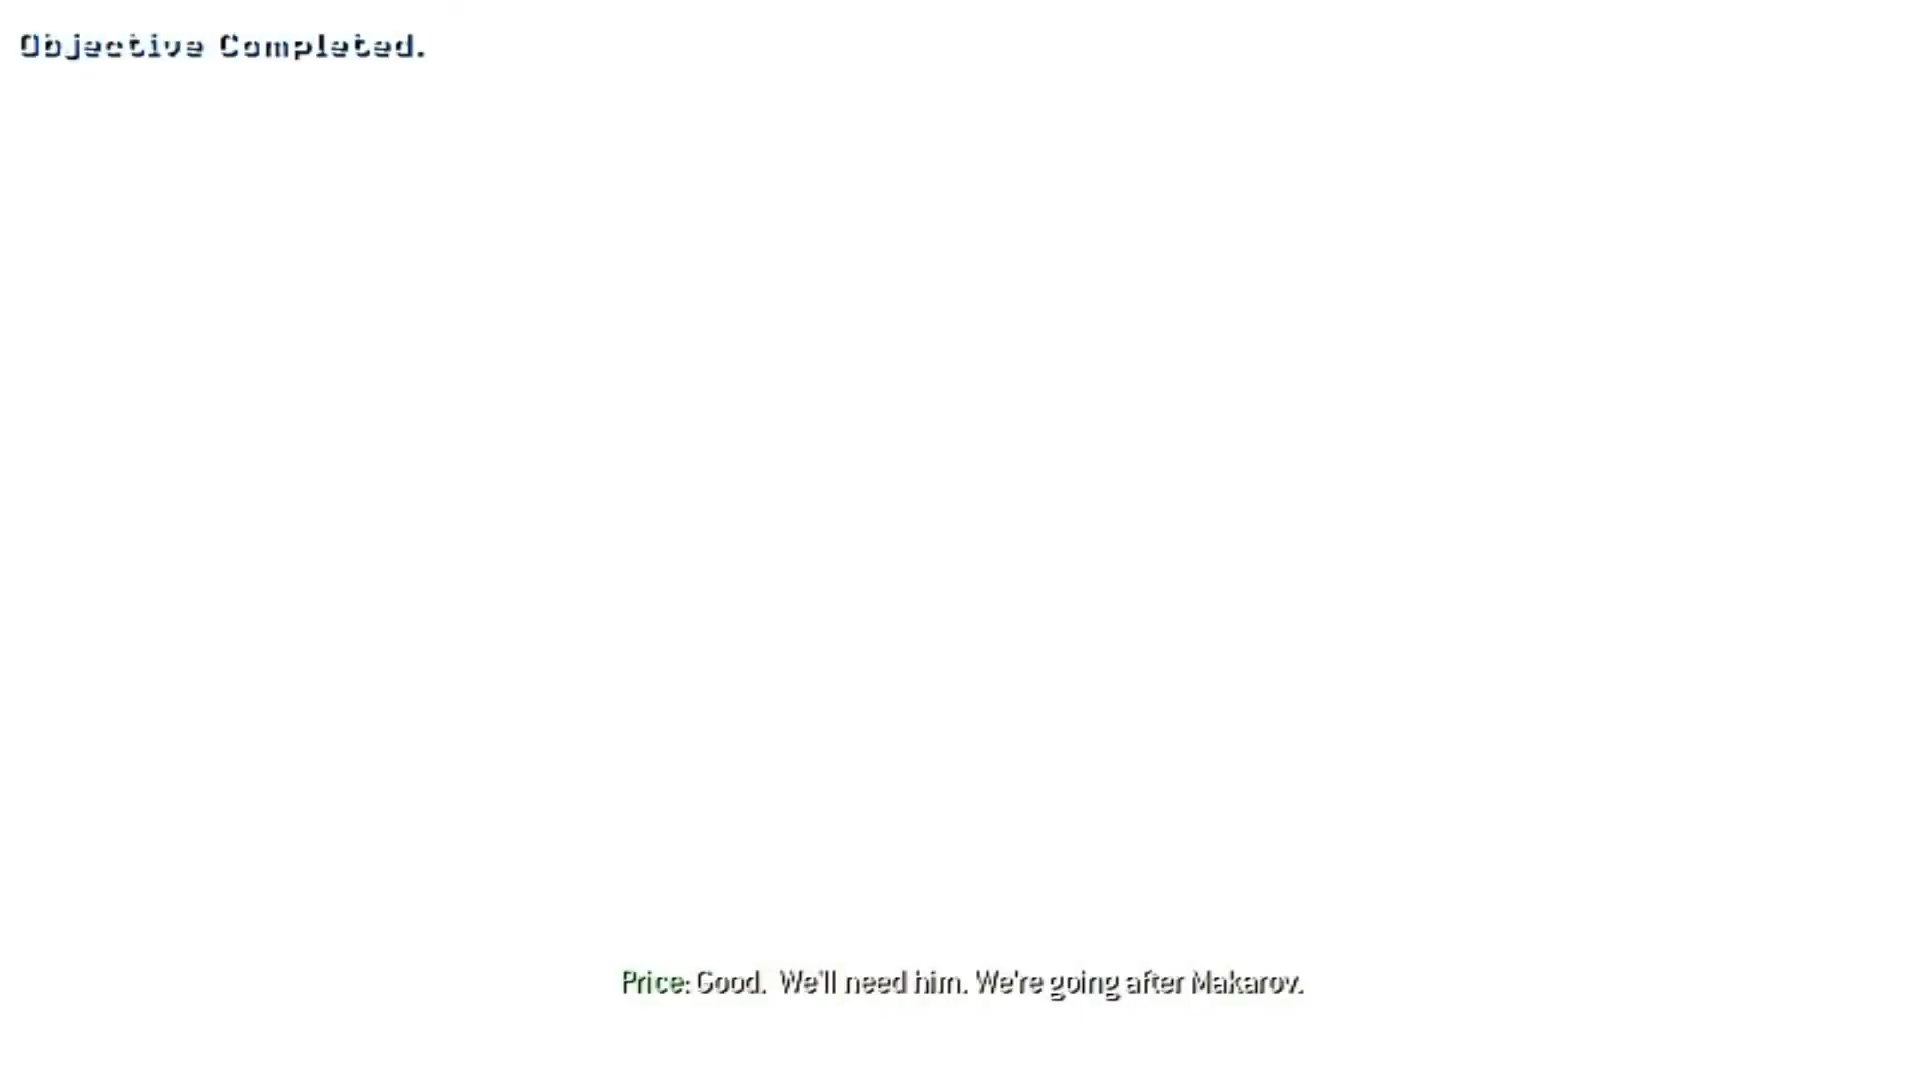 Objective Completed.
Price: Good.  We'll need him. We're going after Makarov.